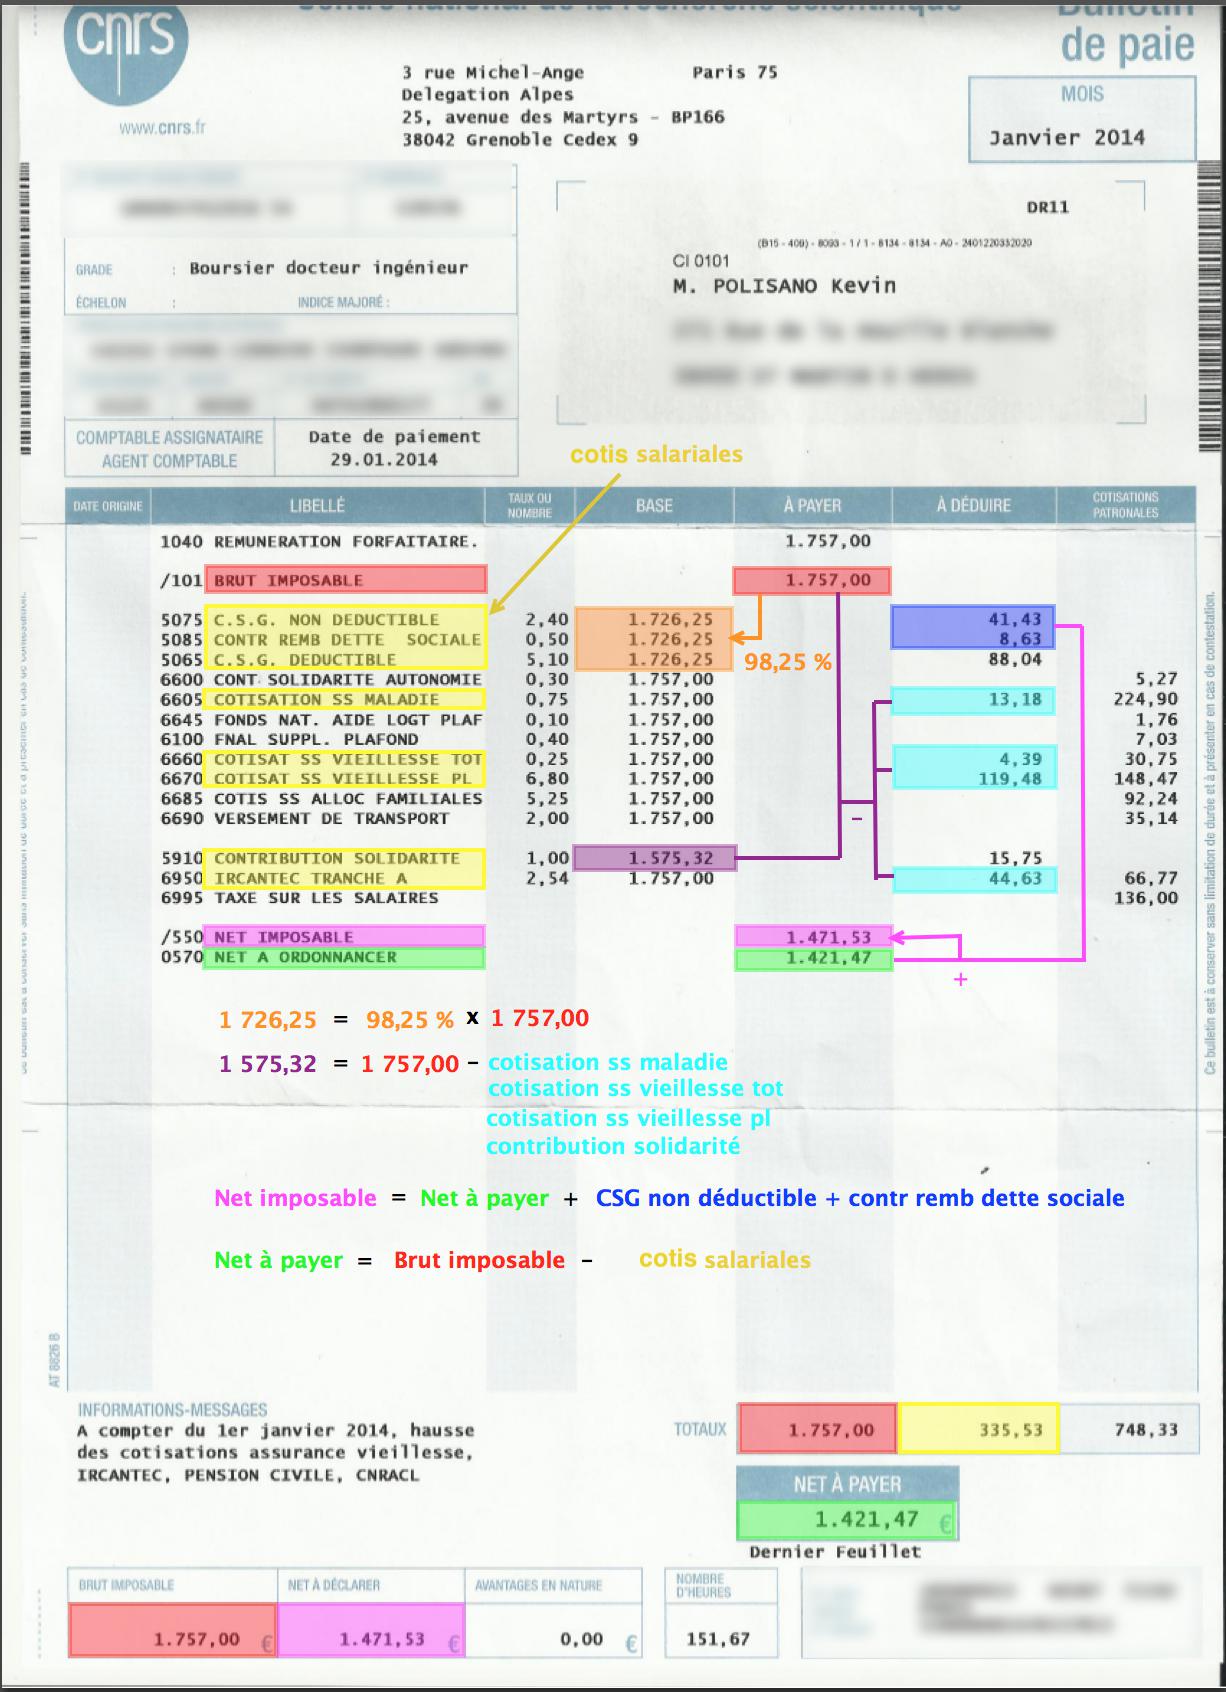 Centre national de la recherche scientifique
Bulletin
de paie
cnrs
www.cnrs.fr
3 rue Michel-Ange Paris 75
Delegation Alpes
25, avenue des Martyrs - BP166
38042 Grenoble Cedex 9
MOIS
Janvier 2014
DR11
(B15 - 409) - 8093 - 1 / 1 - 8134 - 8134 - A0 - 2401220332020
CI 0101
M. POLISANO Kevin
GRADE : Boursier docteur ingénieur
ÉCHELON : INDICE MAJORÉ :
COMPTABLE ASSIGNATAIRE
AGENT COMPTABLE
Date de paiement
29.01.2014
cotis salariales
DATE ORIGINE LIBELLÉ TAUX OU NOMBRE BASE À PAYER À DÉDUIRE COTISATIONS PATRONALES
1040 REMUNERATION FORFAITAIRE. 1.757,00
/101 BRUT IMPOSABLE 1.757,00
5075 C.S.G. NON DEDUCTIBLE 2,40 1.726,25 41,43
5085 CONTR REMB DETTE SOCIALE 0,50 1.726,25 8,63
5065 C.S.G. DEDUCTIBLE 5,10 1.726,25 98,25 % 88,04
6600 CONT SOLIDARITE AUTONOMIE 0,30 1.757,00 5,27
6605 COTISATION SS MALADIE 0,75 1.757,00 13,18 224,90
6645 FONDS NAT. AIDE LOGT PLAF 0,10 1.757,00 1,76
6100 FNAL SUPPL. PLAFOND 0,40 1.757,00 7,03
6660 COTISAT SS VIEILLESSE TOT 0,25 1.757,00 4,39 30,75
6670 COTISAT SS VIEILLESSE PL 6,80 1.757,00 119,48 148,47
6685 COTIS SS ALLOC FAMILIALES 5,25 1.757,00 92,24
6690 VERSEMENT DE TRANSPORT 2,00 1.757,00 - 35,14
5910 CONTRIBUTION SOLIDARITE 1,00 1.575,32 15,75
6950 IRCANTEC TRANCHE A 2,54 1.757,00 44,63 66,77
6995 TAXE SUR LES SALAIRES 136,00
/550 NET IMPOSABLE 1.471,53
0570 NET A ORDONNANCER 1.421,47
+
1 726,25 = 98,25 % x 1 757,00
1 575,32 = 1 757,00 - cotisation ss maladie
cotisation ss vieillesse tot
cotisation ss vieillesse pl
contribution solidarité
Net imposable = Net à payer + CSG non déductible + contr remb dette sociale
Net à payer = Brut imposable - cotis salariales
Ce bulletin est à conserver sans limitation de durée et à présenter en cas de contestation.
AT 8826 B
INFORMATIONS-MESSAGES
A compter du 1er janvier 2014, hausse
des cotisations assurance vieillesse,
IRCANTEC, PENSION CIVILE, CNRACL
TOTAUX 1.757,00 335,53 748,33
NET À PAYER
1.421,47 €
Dernier Feuillet
BRUT IMPOSABLE NET À DÉCLARER AVANTAGES EN NATURE NOMBRE D'HEURES
1.757,00 € 1.471,53 € 0,00 € 151,67